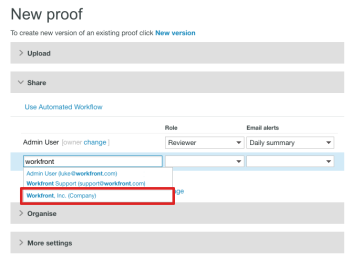 New proof
To create new version of an existing proof click New version
> Upload
Share
Use Automated Workflow
Role Email alerts
Admin User [owner change ] Reviewer Daily summary
workfront
Admin User (luke@workfront.com)
Workfront Support (support@workfront.com)
Workfront, Inc. (Company)
> Organise
> More settings